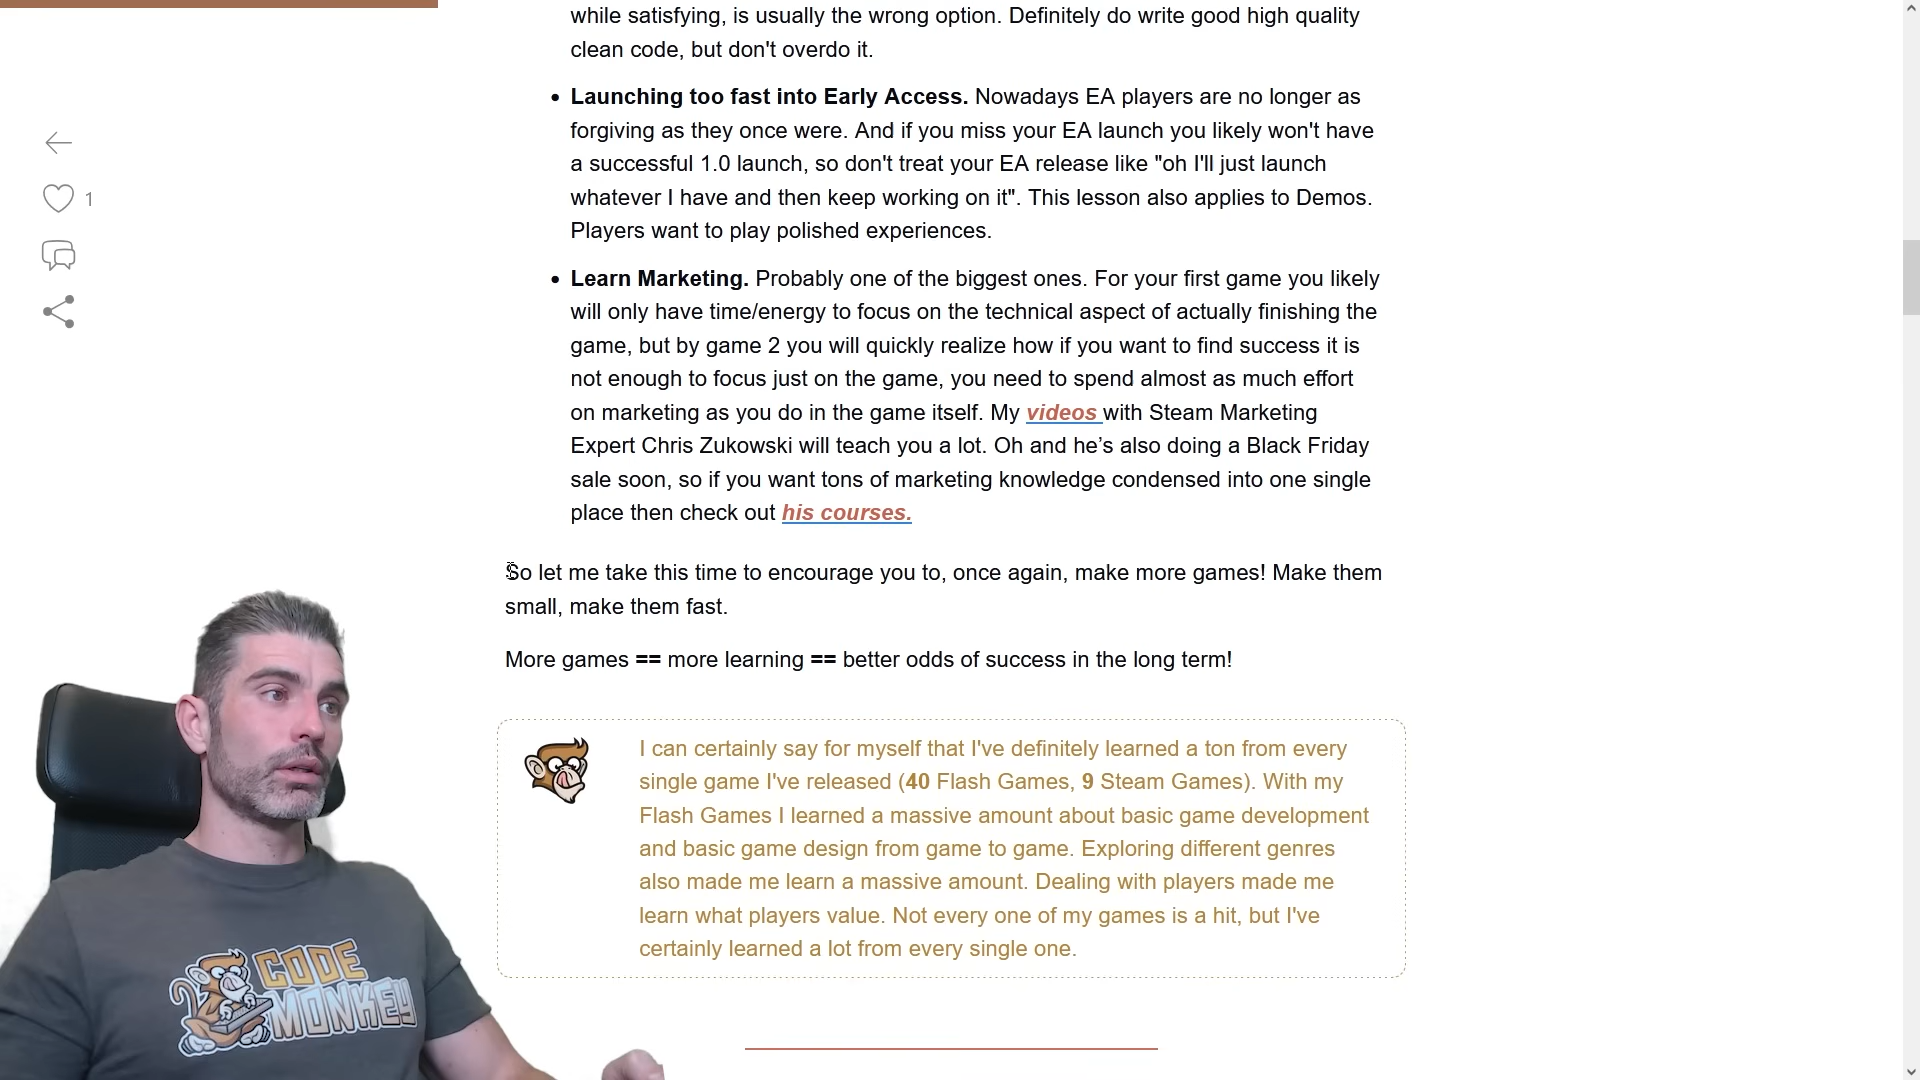 while satisfying, is usually the wrong option. Definitely do write good high quality
clean code, but don't overdo it.
• Launching too fast into Early Access. Nowadays EA players are no longer as
forgiving as they once were. And if you miss your EA launch you likely won't have
a successful 1.0 launch, so don't treat your EA release like "oh I'll just launch
whatever I have and then keep working on it". This lesson also applies to Demos.
Players want to play polished experiences.
1
• Learn Marketing. Probably one of the biggest ones. For your first game you likely
will only have time/energy to focus on the technical aspect of actually finishing the
game, but by game 2 you will quickly realize how if you want to find success it is
not enough to focus just on the game, you need to spend almost as much effort
on marketing as you do in the game itself. My videos with Steam Marketing
Expert Chris Zukowski will teach you a lot. Oh and he’s also doing a Black Friday
sale soon, so if you want tons of marketing knowledge condensed into one single
place then check out his courses.
So let me take this time to encourage you to, once again, make more games! Make them
small, make them fast.
More games == more learning == better odds of success in the long term!
I can certainly say for myself that I've definitely learned a ton from every
single game I've released (40 Flash Games, 9 Steam Games). With my
Flash Games I learned a massive amount about basic game development
and basic game design from game to game. Exploring different genres
also made me learn a massive amount. Dealing with players made me
learn what players value. Not every one of my games is a hit, but I've
certainly learned a lot from every single one.
CODE
MONKEY